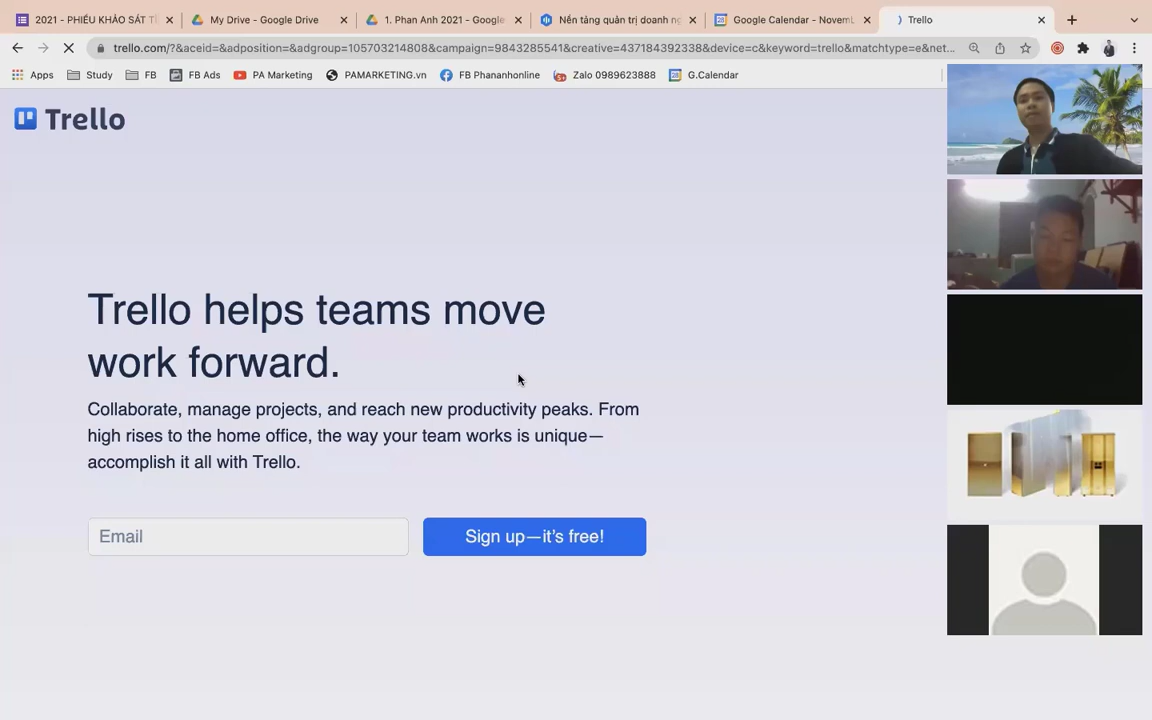 2021 - PHIẾU KHẢO SÁT T
My Drive - Google Drive
1. Phan Anh 2021 - Google
Nền tảng quản trị doanh ng
Google Calendar - Novem
Trello
trello.com/?&aceid=&adposition=&adgroup=105703214808&campaign=9843285541&creative=437184392338&device=c&keyword=trello&matchtype=e&net...
Apps
Study
FB
FB Ads
PA Marketing
PAMARKETING.vn
FB Phananhonline
Zalo 0989623888
G.Calendar
Trello
Trello helps teams move
work forward.
Collaborate, manage projects, and reach new productivity peaks. From
high rises to the home office, the way your team works is unique—
accomplish it all with Trello.
Email
Sign up—it's free!